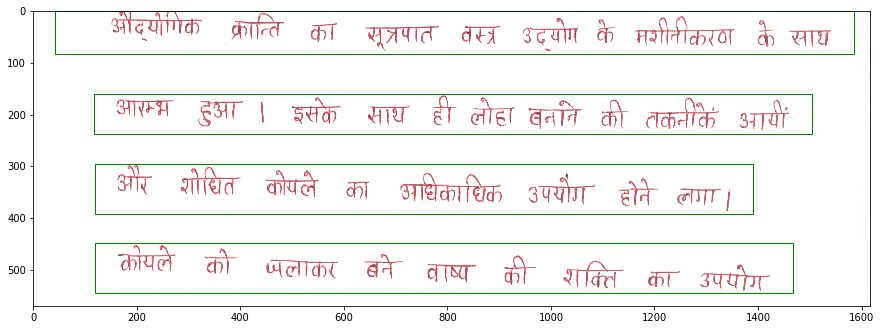 औद्योगिक क्रान्ति का सूत्रपात वस्त्र उद्योग के मशीनीकरण के साथ
आरम्भ हुआ । इसके साथ ही लोहा बनाने की तकनीकें आयीं
और शोधित कोयले का अधिकाधिक उपयोग होने लगा ।
कोयले को जलाकर बने वाष्प की शक्ति का उपयोग
0
100
200
300
400
500
0 200 400 600 800 1000 1200 1400 1600